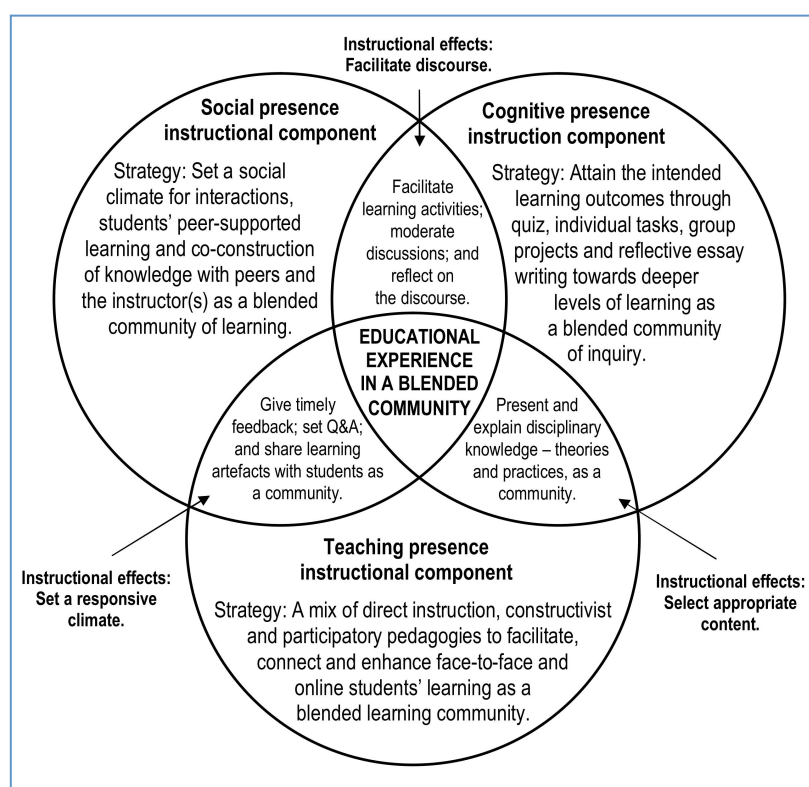 Instructional effects:
Facilitate discourse.
Social presence
instructional component
Strategy: Set a social
climate for interactions,
students' peer-supported
learning and co-construction
of knowledge with peers and
the instructor(s) as a blended
community of learning.
Cognitive presence
instruction component
Strategy: Attain the intended
learning outcomes through
quiz, individual tasks, group
projects and reflective essay
writing towards deeper
levels of learning as
a blended community
of inquiry.
Facilitate
learning activities;
moderate
discussions; and
reflect on
the discourse.
EDUCATIONAL
EXPERIENCE
IN A BLENDED
COMMUNITY
Give timely
feedback; set Q&A;
and share learning
artefacts with students as
a community.
Present and
explain disciplinary
knowledge – theories
and practices, as a
community.
Teaching presence
instructional component
Strategy: A mix of direct instruction, constructivist
and participatory pedagogies to facilitate,
connect and enhance face-to-face and
online students' learning as a
blended learning community.
Instructional effects:
Set a responsive
climate.
Instructional effects:
Select appropriate
content.